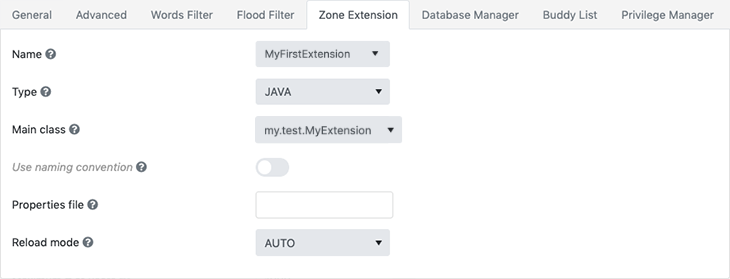 General Advanced Words Filter Flood Filter Zone Extension Database Manager Buddy List Privilege Manager
Name ? MyFirstExtension
Type ? JAVA
Main class ? my.test.MyExtension
Use naming convention ?
Properties file ?
Reload mode ? AUTO